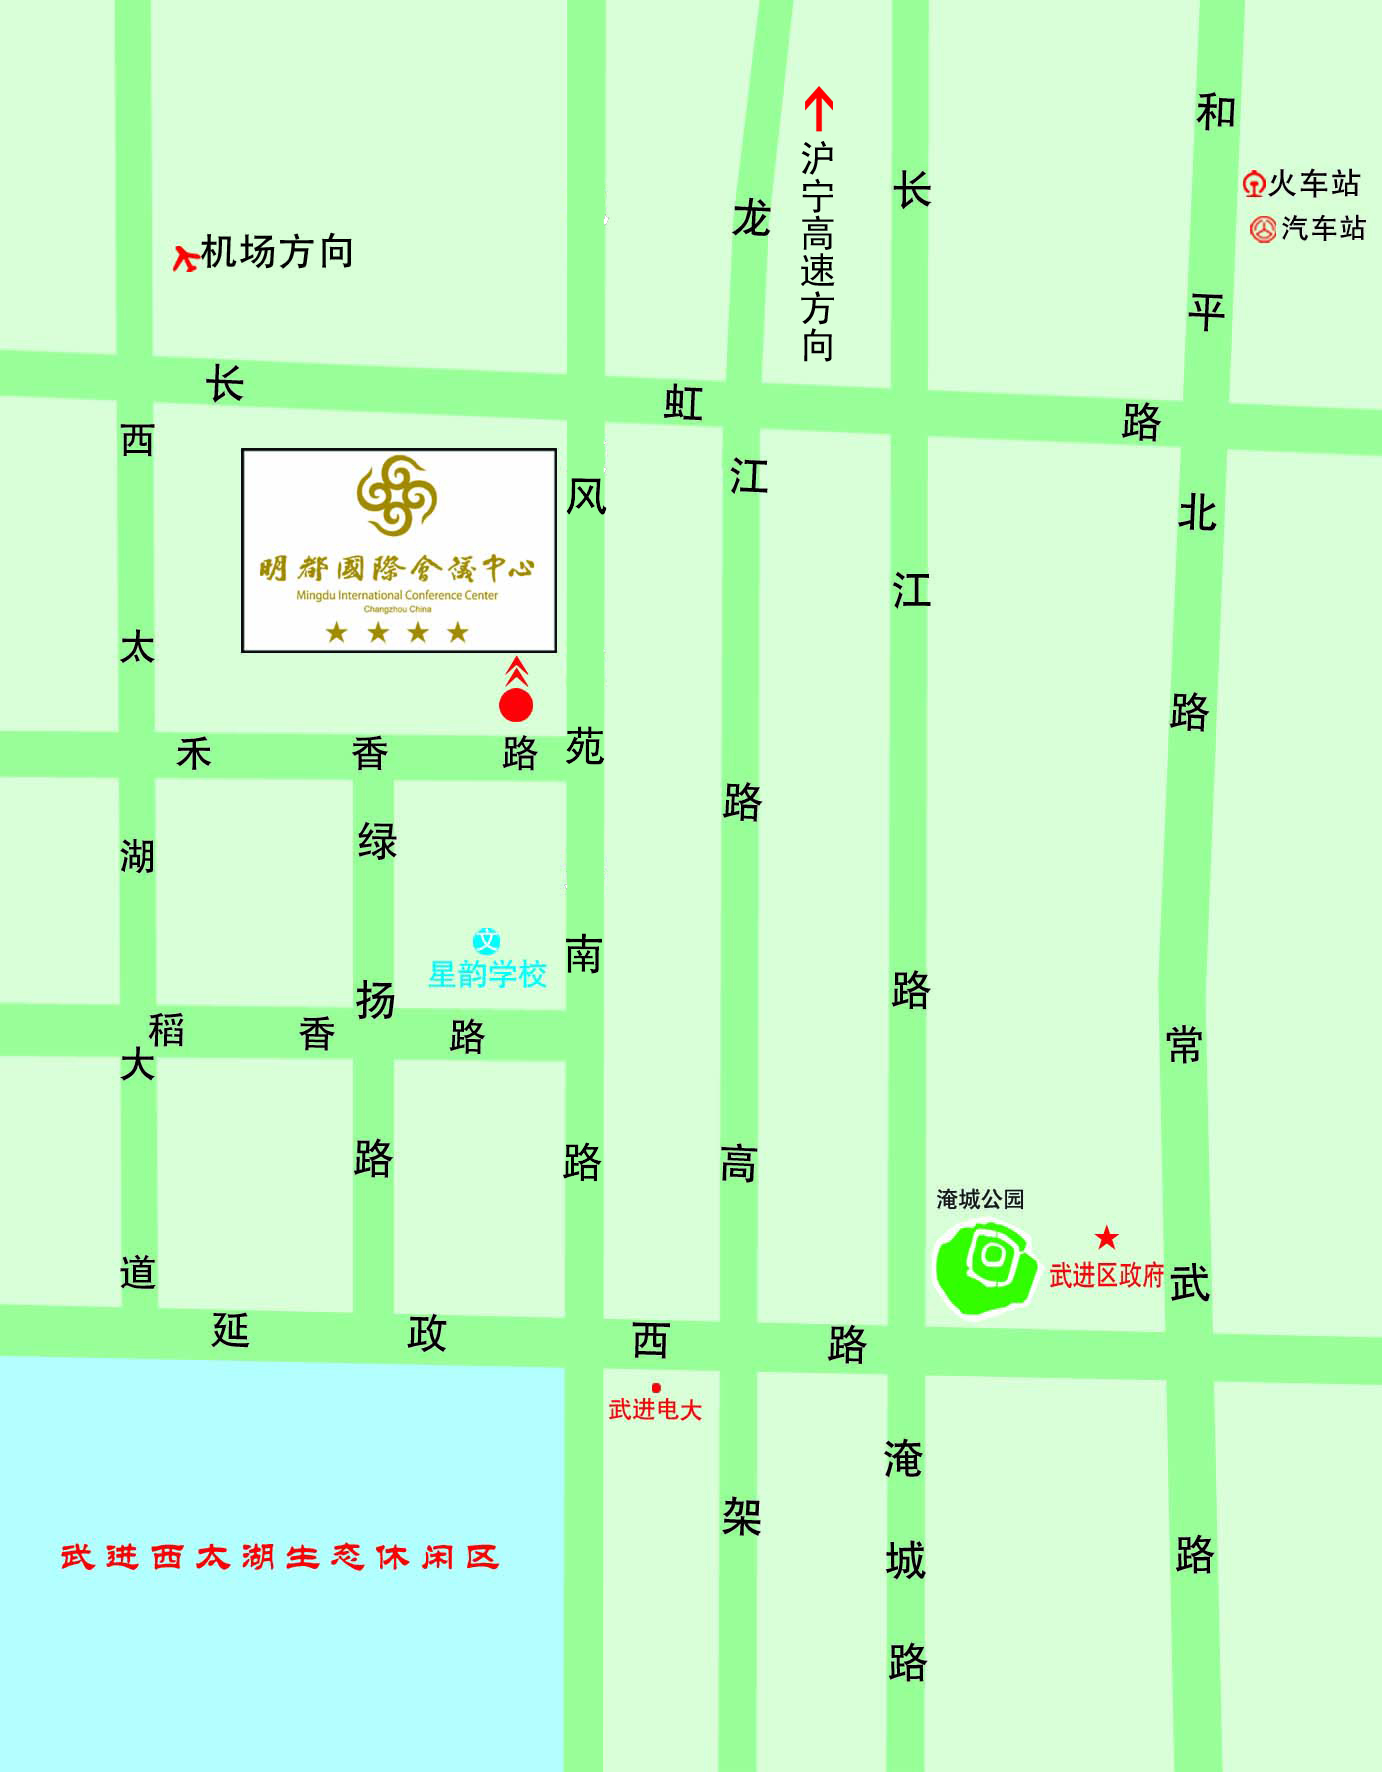 沪宁高速方向
火车站
汽车站
机场方向
长虹路
明都國際會議中心
Mingdu International Conference Center
Changzhou China
西太湖大道
风苑南路
龙江路高架
长江路
和平北路
禾香路
绿扬路
文
星韵学校
稻香路
淹城公园
武进区政府
常武路
延政西路
武进电大
淹城路
武进西太湖生态休闲区